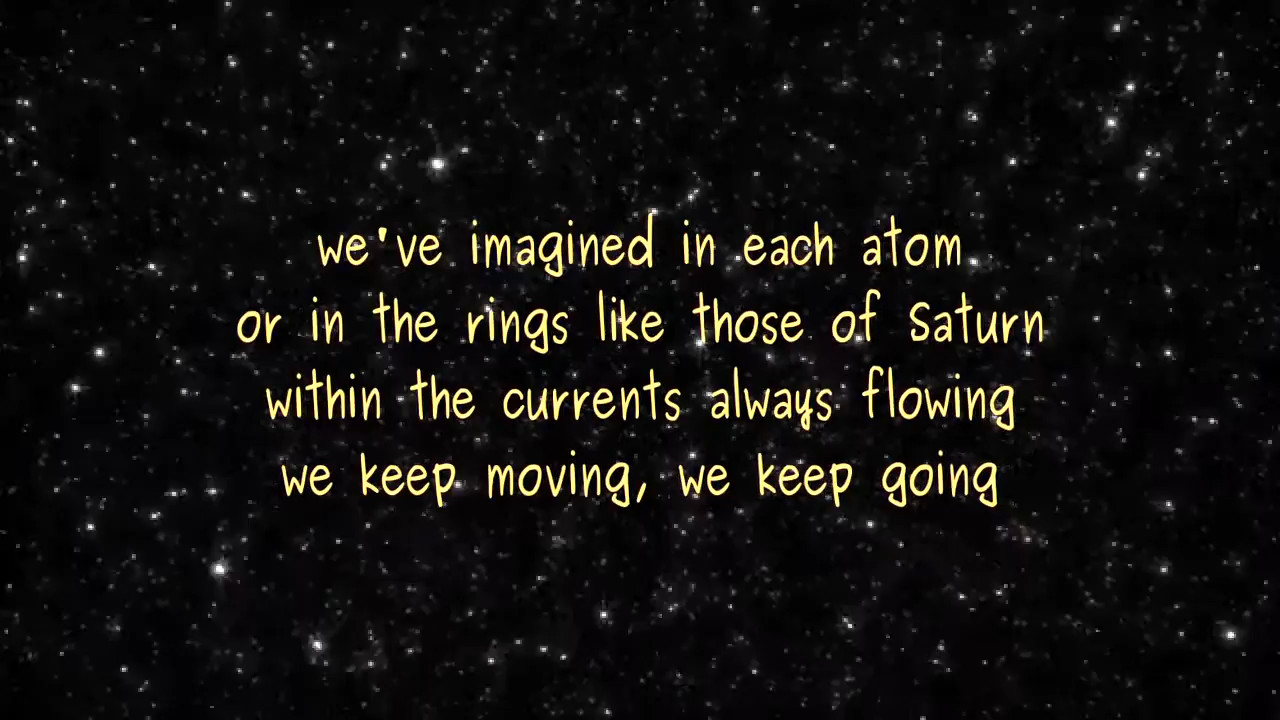 we've imagined in each atom
or in the rings like those of Saturn
within the currents always flowing
we keep moving, we keep going